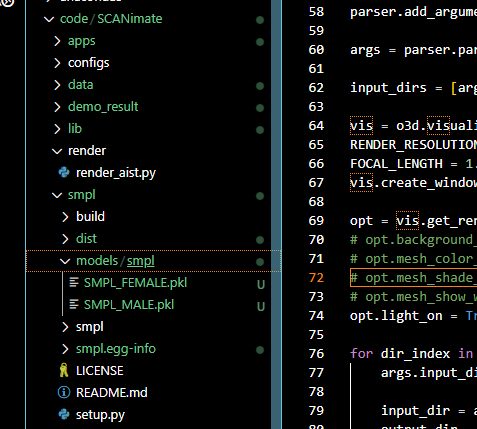 code / SCANimate
apps
configs
data
demo_result
lib
render
render_aist.py
smpl
build
dist
models / smpl
SMPL_FEMALE.pkl U
SMPL_MALE.pkl U
smpl
smpl.egg-info
LICENSE
README.md
setup.py
58 parser.add_argume
59
60 args = parser.par
61
62 input_dirs = [arg
63
64 vis = o3d.visuali
65 RENDER_RESOLUTION
66 FOCAL_LENGTH = 1.
67 vis.create_window
68
69 opt = vis.get_ren
70 # opt.background_
71 # opt.mesh_color_
72 # opt.mesh_shade_
73 # opt.mesh_show_w
74 opt.light_on = Tr
75
76 for dir_index in
77 args.input_di
78
79 input_dir = a
80 output_dir